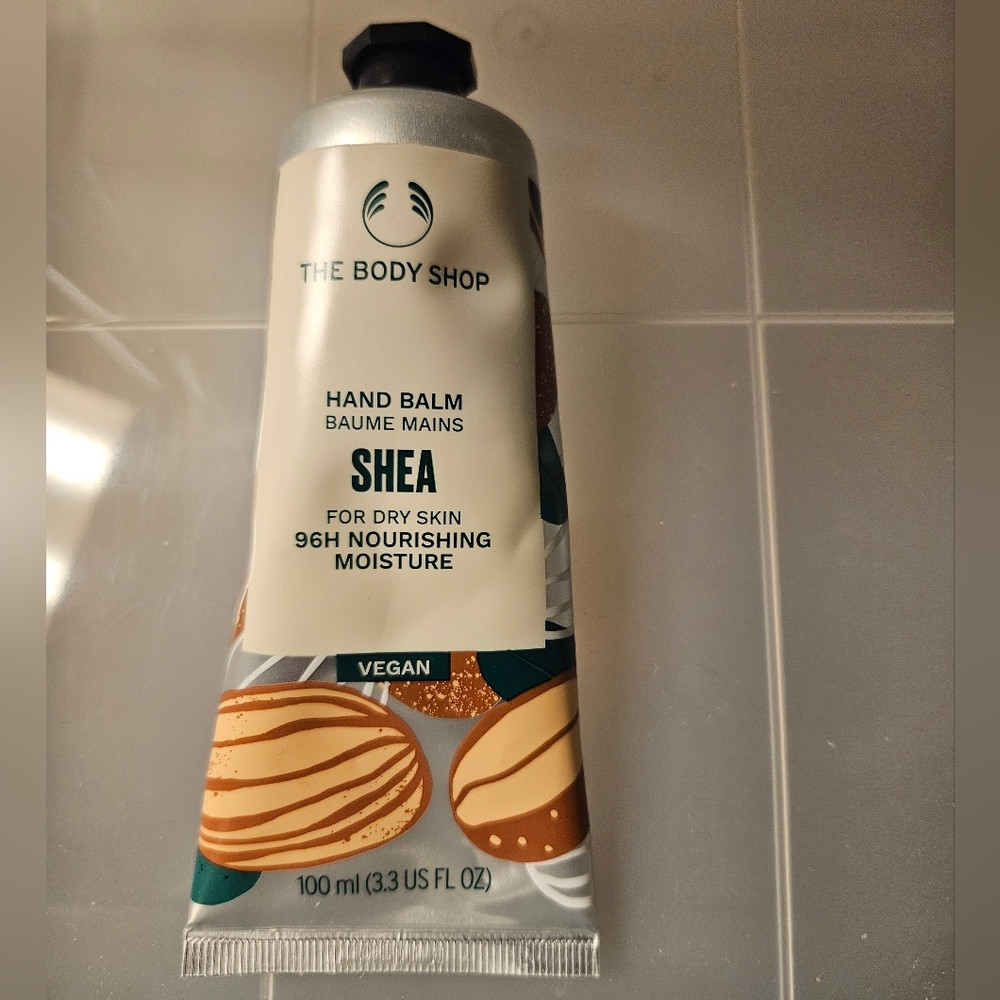 THE BODY SHOP
HAND BALM
BAUME MAINS
SHEA
FOR DRY SKIN
96H NOURISHING
MOISTURE
VEGAN
100 ml (3.3 US FL OZ)